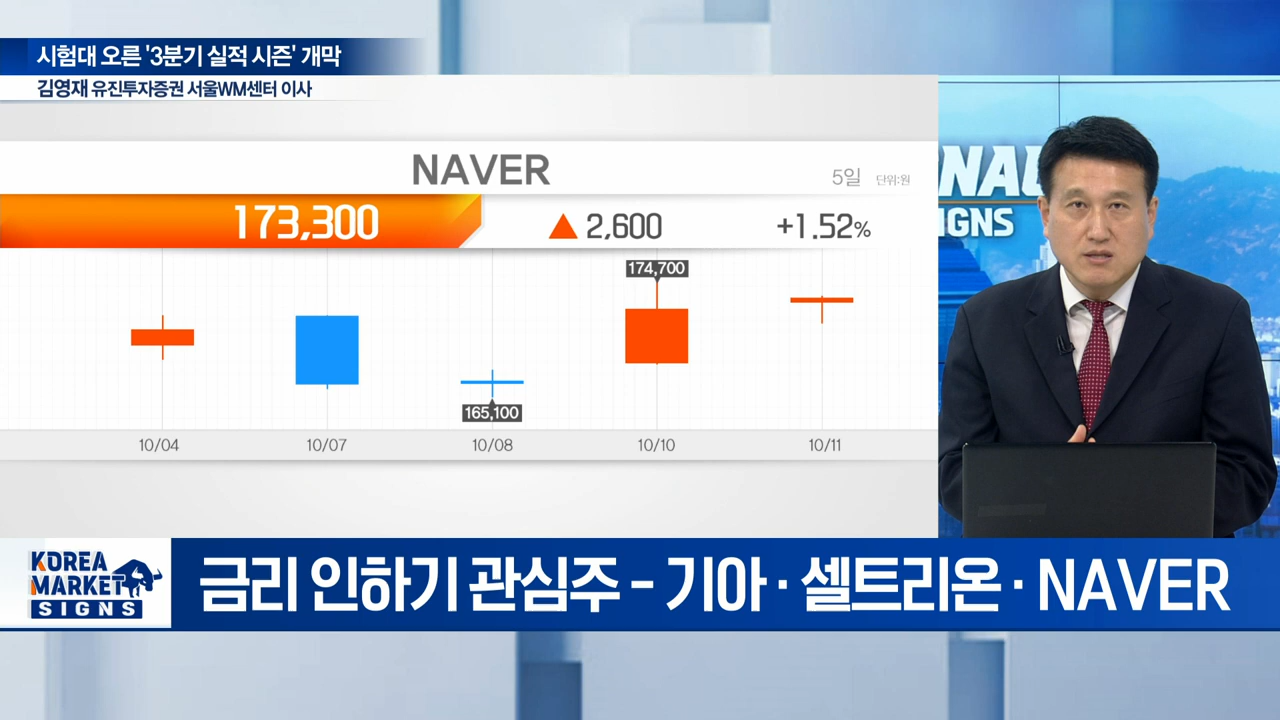 시험대 오른 '3분기 실적 시즌' 개막
김영재 유진투자증권 서울WM센터 이사
NAVER
5일 단위:원
173,300 ▲ 2,600 +1.52%
174,700
165,100
10/04 10/07 10/08 10/10 10/11
IGNS
KOREA
MARKET
SIGNS
금리 인하기 관심주 - 기아 · 셀트리온 · NAVER